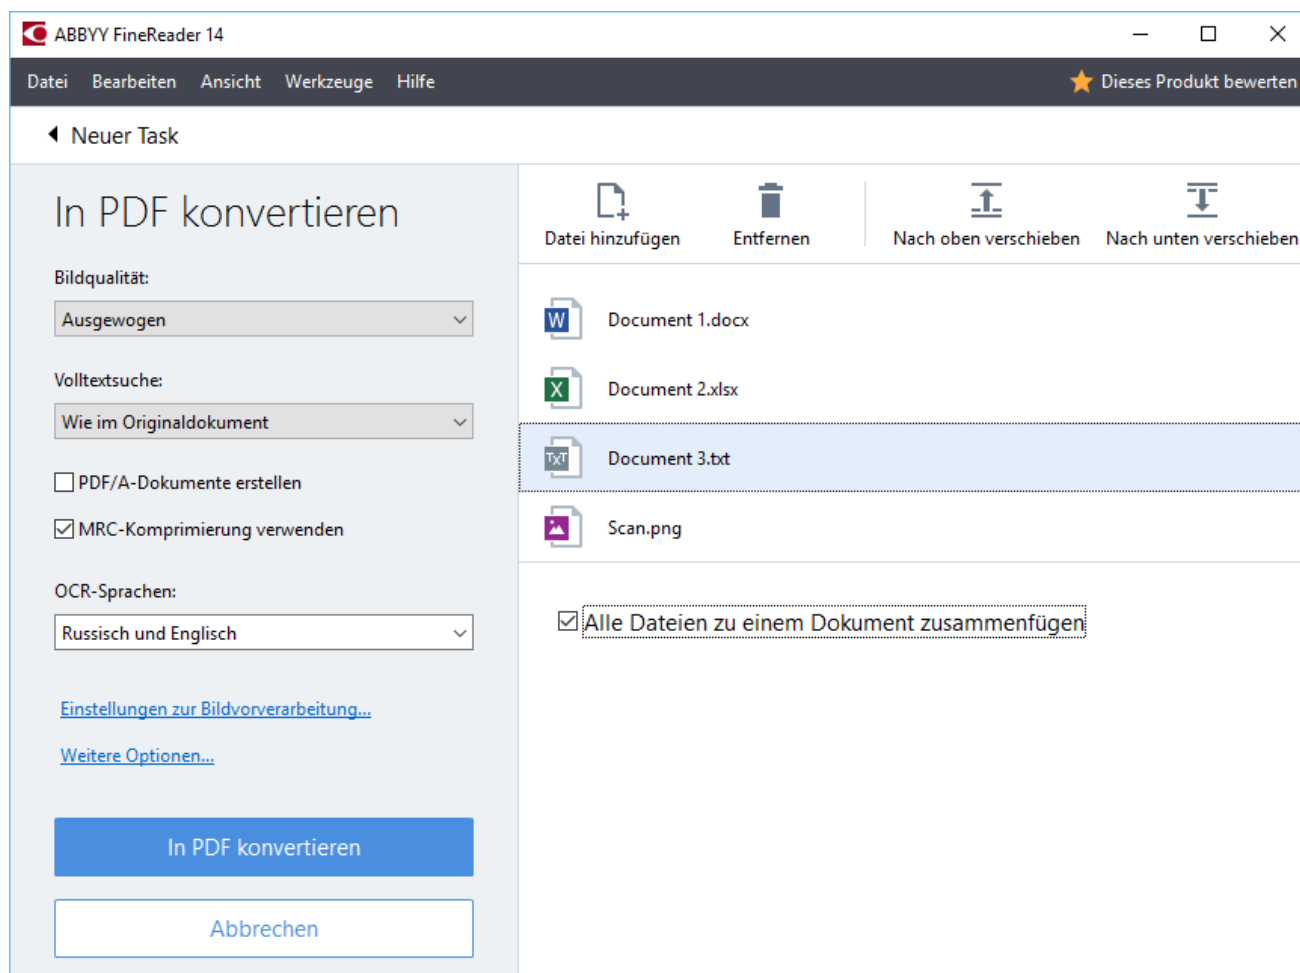 ABBYY FineReader 14
Datei Bearbeiten Ansicht Werkzeuge Hilfe Dieses Produkt bewerten
Neuer Task
In PDF konvertieren
Bildqualität:
Ausgewogen
Volltextsuche:
Wie im Originaldokument
PDF/A-Dokumente erstellen
MRC-Komprimierung verwenden
OCR-Sprachen:
Russisch und Englisch
Einstellungen zur Bildvorverarbeitung...
Weitere Optionen...
In PDF konvertieren
Abbrechen
Datei hinzufügen Entfernen Nach oben verschieben Nach unten verschieben
W Document 1.docx
X Document 2.xlsx
TXT Document 3.txt
Scan.png
Alle Dateien zu einem Dokument zusammenfügen